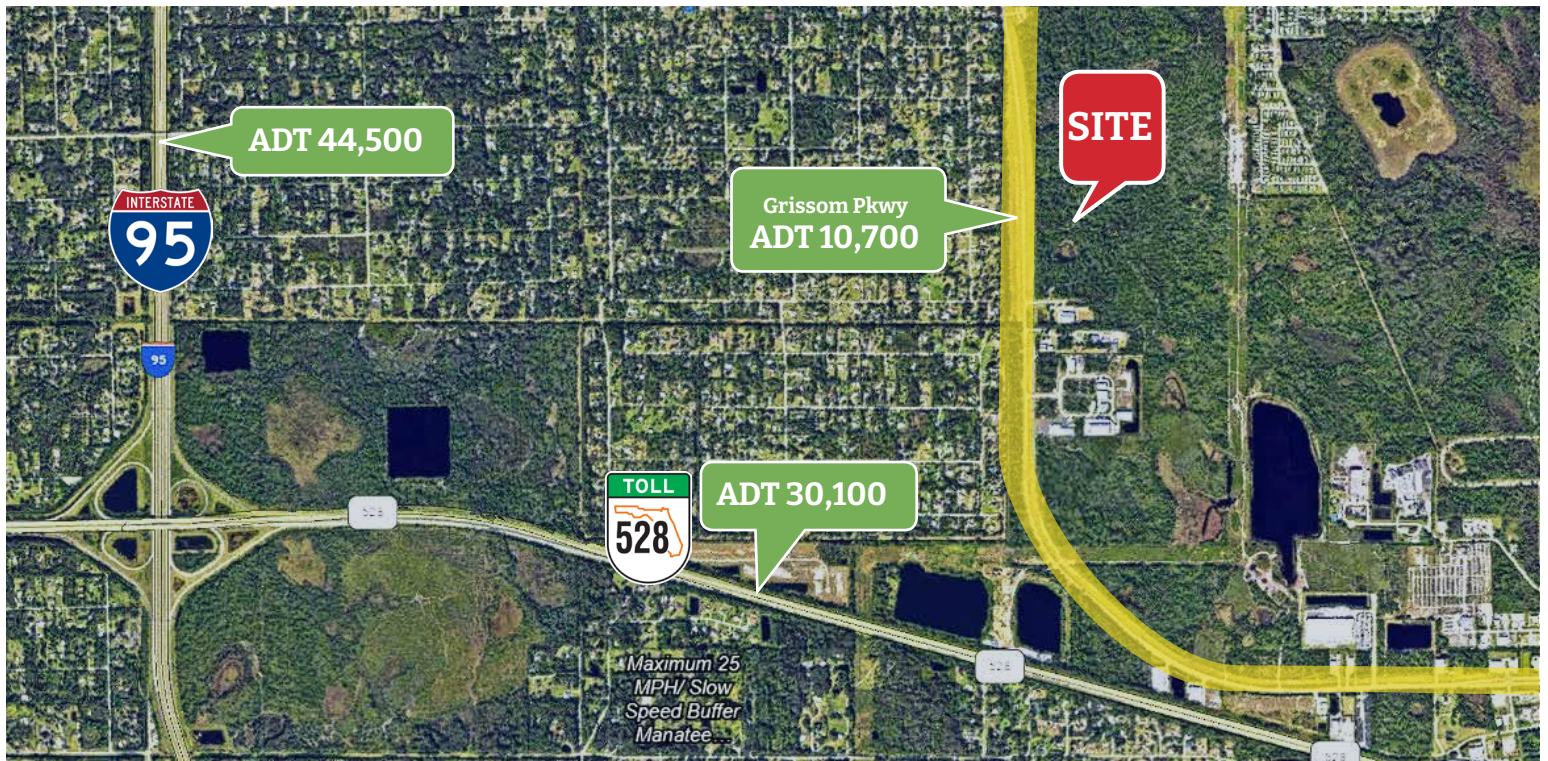 ADT 44,500
SITE
INTERSTATE
95
Grissom Pkwy
ADT 10,700
95
TOLL
528
ADT 30,100
528
Maximum 25
MPH/ Slow
Speed Buffer
Manatee...
528
528